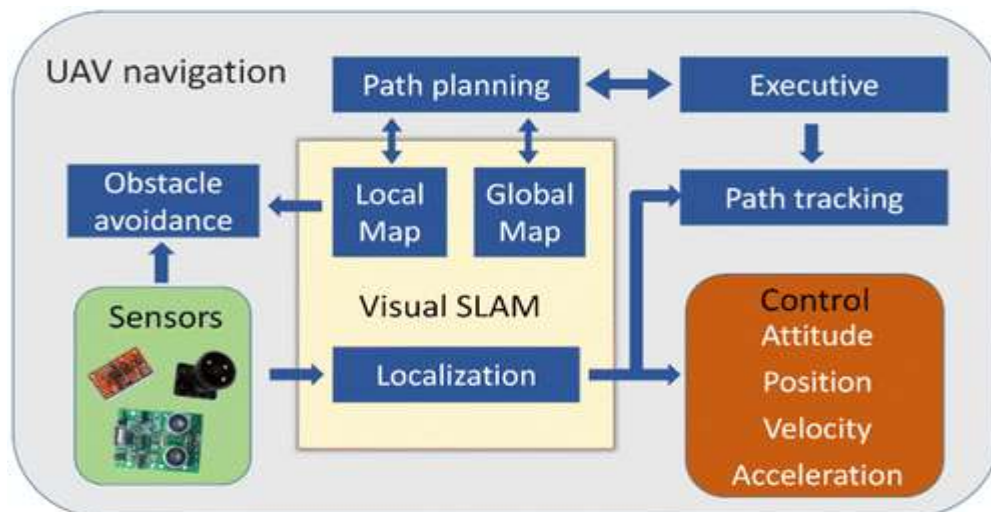 UAV navigation
Path planning
Executive
Obstacle
avoidance
Local
Map
Global
Map
Path tracking
Sensors
Visual SLAM
Localization
Control
Attitude
Position
Velocity
Acceleration